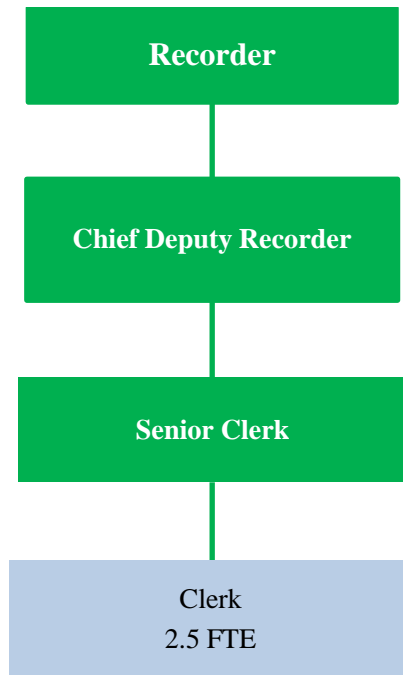 Recorder
Chief Deputy Recorder
Senior Clerk
Clerk
2.5 FTE